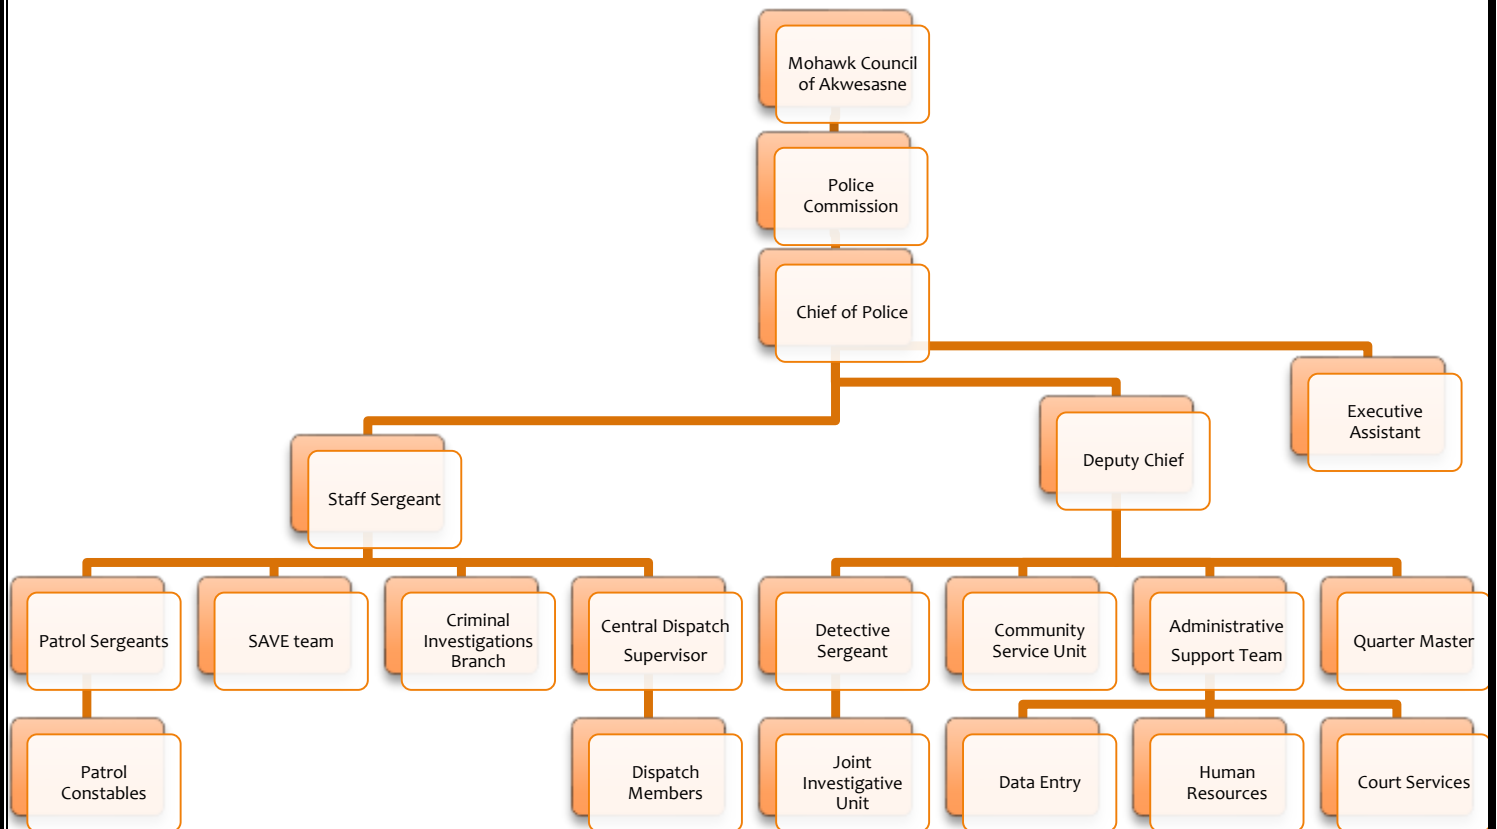 Mohawk Council
of Akwesasne
Police
Commission
Chief of Police
Executive
Assistant
Deputy Chief
Staff Sergeant
Patrol Sergeants
SAVE team
Criminal
Investigations
Branch
Central Dispatch
Supervisor
Detective
Sergeant
Community
Service Unit
Administrative
Support Team
Quarter Master
Patrol
Constables
Dispatch
Members
Joint
Investigative
Unit
Data Entry
Human
Resources
Court Services